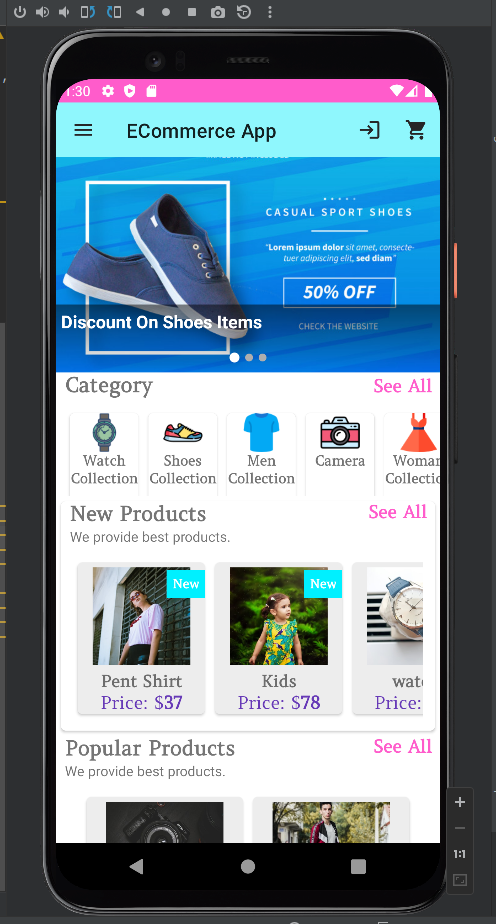 1:30
ECommerce App
CASUAL SPORT SHOES
"Lorem ipsum dolor sit amet, consecte-
tuer adipiscing elit, sed diam"
50% OFF
CHECK THE WEBSITE
Discount On Shoes Items
Category
See All
Watch
Collection
Shoes
Collection
Men
Collection
Camera
Woman
Collectio
New Products
See All
We provide best products.
New
New
Pent Shirt
Price: $37
Kids
Price: $78
wat
Price:
Popular Products
See All
We provide best products.
1:1